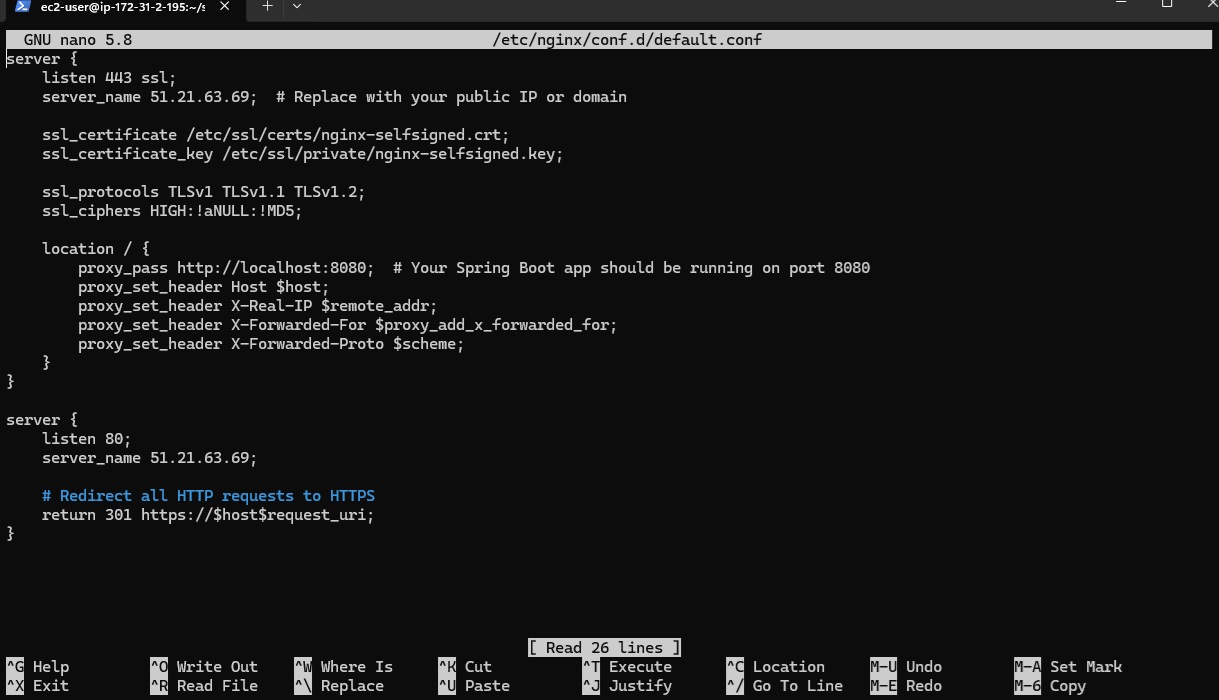 ec2-user@ip-172-31-2-195:~/s
GNU nano 5.8 /etc/nginx/conf.d/default.conf
server {
    listen 443 ssl;
    server_name 51.21.63.69;  # Replace with your public IP or domain

    ssl_certificate /etc/ssl/certs/nginx-selfsigned.crt;
    ssl_certificate_key /etc/ssl/private/nginx-selfsigned.key;

    ssl_protocols TLSv1 TLSv1.1 TLSv1.2;
    ssl_ciphers HIGH:!aNULL:!MD5;

    location / {
        proxy_pass http://localhost:8080;  # Your Spring Boot app should be running on port 8080
        proxy_set_header Host $host;
        proxy_set_header X-Real-IP $remote_addr;
        proxy_set_header X-Forwarded-For $proxy_add_x_forwarded_for;
        proxy_set_header X-Forwarded-Proto $scheme;
    }
}

server {
    listen 80;
    server_name 51.21.63.69;

    # Redirect all HTTP requests to HTTPS
    return 301 https://$host$request_uri;
}
[ Read 26 lines ]
^G Help ^O Write Out ^W Where Is ^K Cut ^T Execute ^C Location M-U Undo M-A Set Mark
^X Exit ^R Read File ^\ Replace ^U Paste ^J Justify ^/ Go To Line M-E Redo M-6 Copy